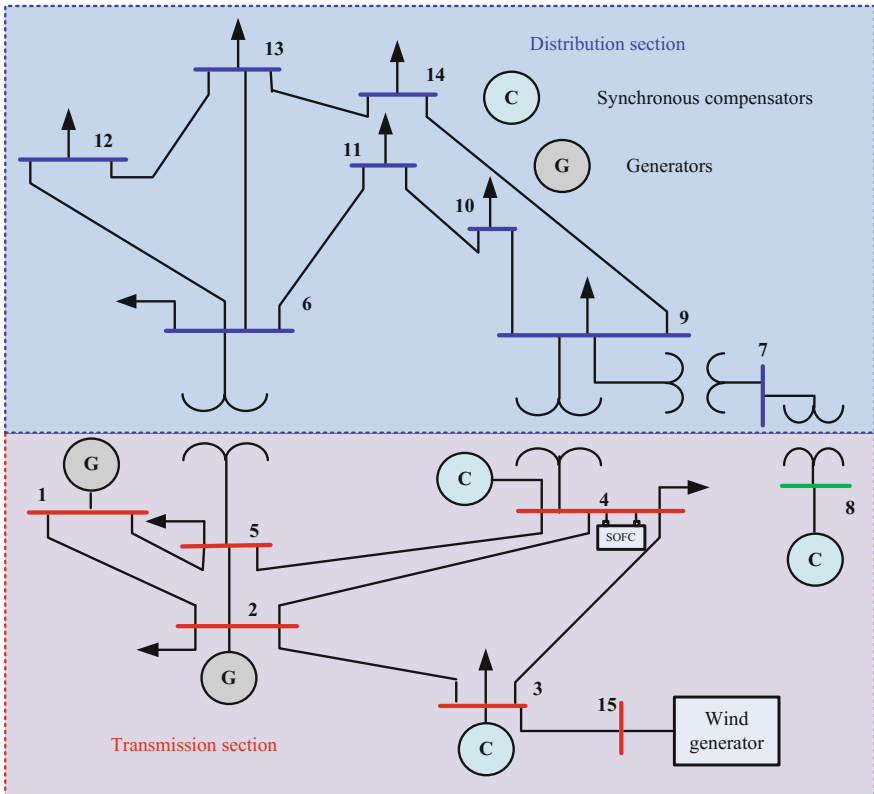 13
Distribution section
14
C
Synchronous compensators
12
11
G
Generators
10
6
9
7
G
C
1
4
8
5
SOFC
C
2
G
3
15
Wind
generator
C
Transmission section